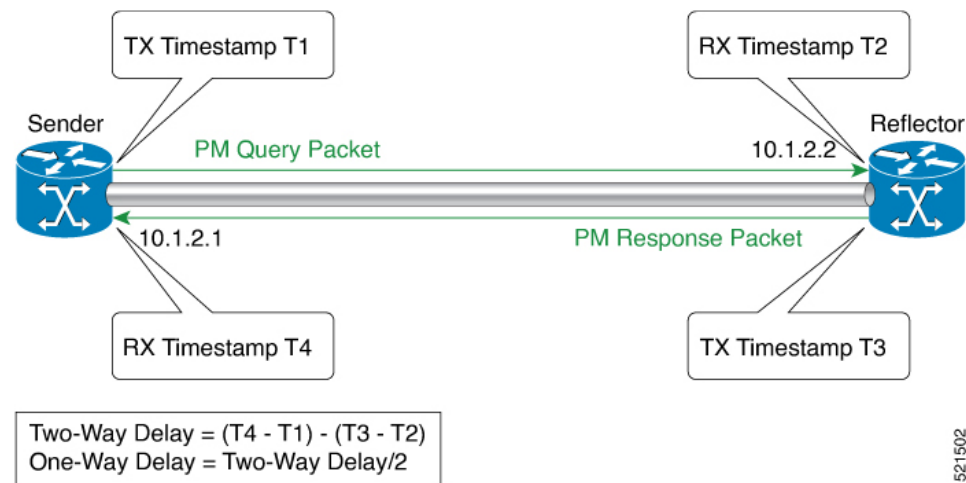 TX Timestamp T1
RX Timestamp T2
Sender
Reflector
PM Query Packet
10.1.2.2
10.1.2.1
PM Response Packet
RX Timestamp T4
TX Timestamp T3
Two-Way Delay = (T4 - T1) - (T3 - T2)
One-Way Delay = Two-Way Delay/2
521502